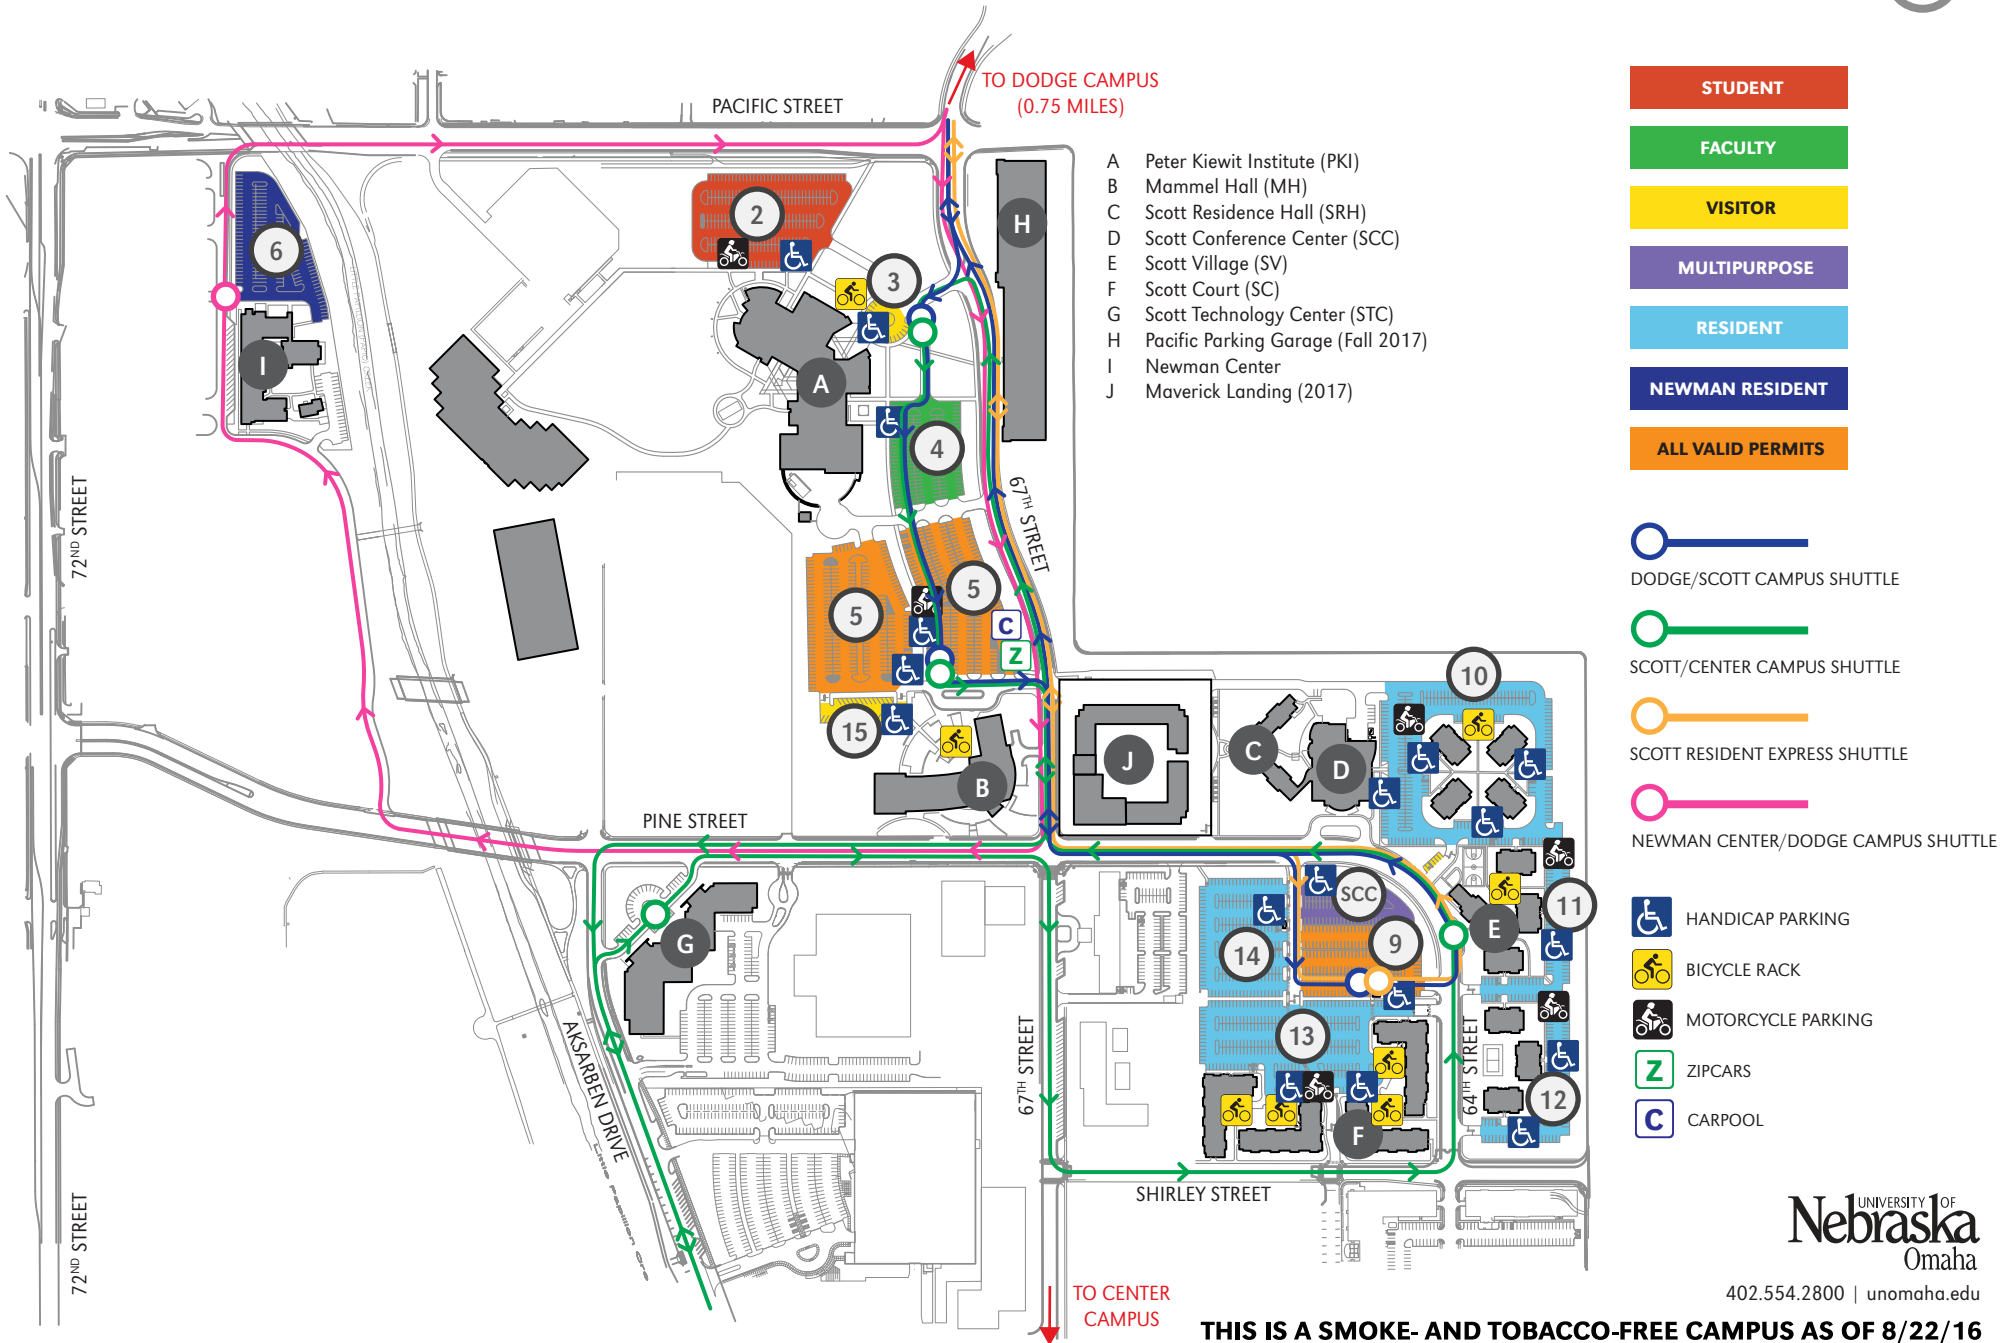 TO DODGE CAMPUS
(0.75 MILES)
PACIFIC STREET
A Peter Kiewit Institute (PKI)
B Mammel Hall (MH)
C Scott Residence Hall (SRH)
D Scott Conference Center (SCC)
E Scott Village (SV)
F Scott Court (SC)
G Scott Technology Center (STC)
H Pacific Parking Garage (Fall 2017)
I Newman Center
J Maverick Landing (2017)
STUDENT
FACULTY
VISITOR
MULTIPURPOSE
RESIDENT
NEWMAN RESIDENT
ALL VALID PERMITS
DODGE/SCOTT CAMPUS SHUTTLE
SCOTT/CENTER CAMPUS SHUTTLE
SCOTT RESIDENT EXPRESS SHUTTLE
NEWMAN CENTER/DODGE CAMPUS SHUTTLE
HANDICAP PARKING
BICYCLE RACK
MOTORCYCLE PARKING
Z ZIPCARS
C CARPOOL
2
H
6
3
I
A
4
72ND STREET
67TH STREET
5
5
C
Z
10
15
J
C
D
B
PINE STREET
SCC
11
G
14
9
E
13
AKSARBEN DRIVE
67TH STREET
64TH STREET
12
F
Little Papillion Cre
SHIRLEY STREET
72ND STREET
TO CENTER
CAMPUS
UNIVERSITY OF
Nebraska
Omaha
402.554.2800 | unomaha.edu
THIS IS A SMOKE- AND TOBACCO-FREE CAMPUS AS OF 8/22/16